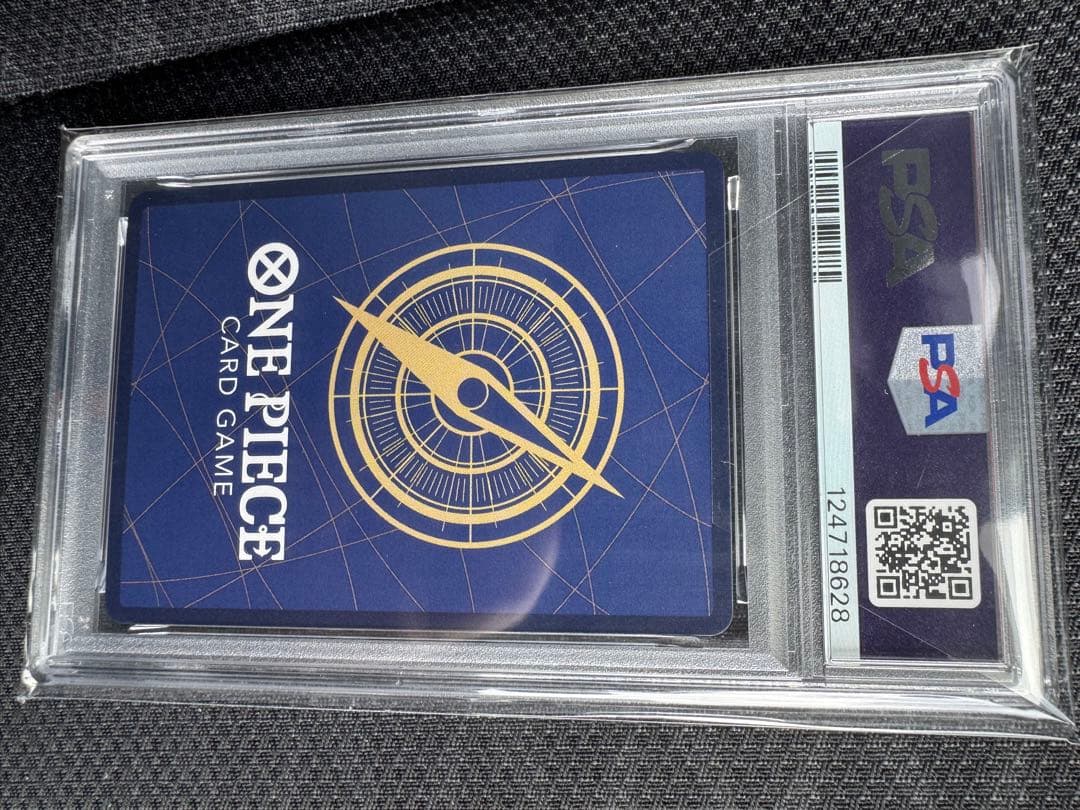 PSA
PSA
124718628
ONE PIECE
CARD GAME